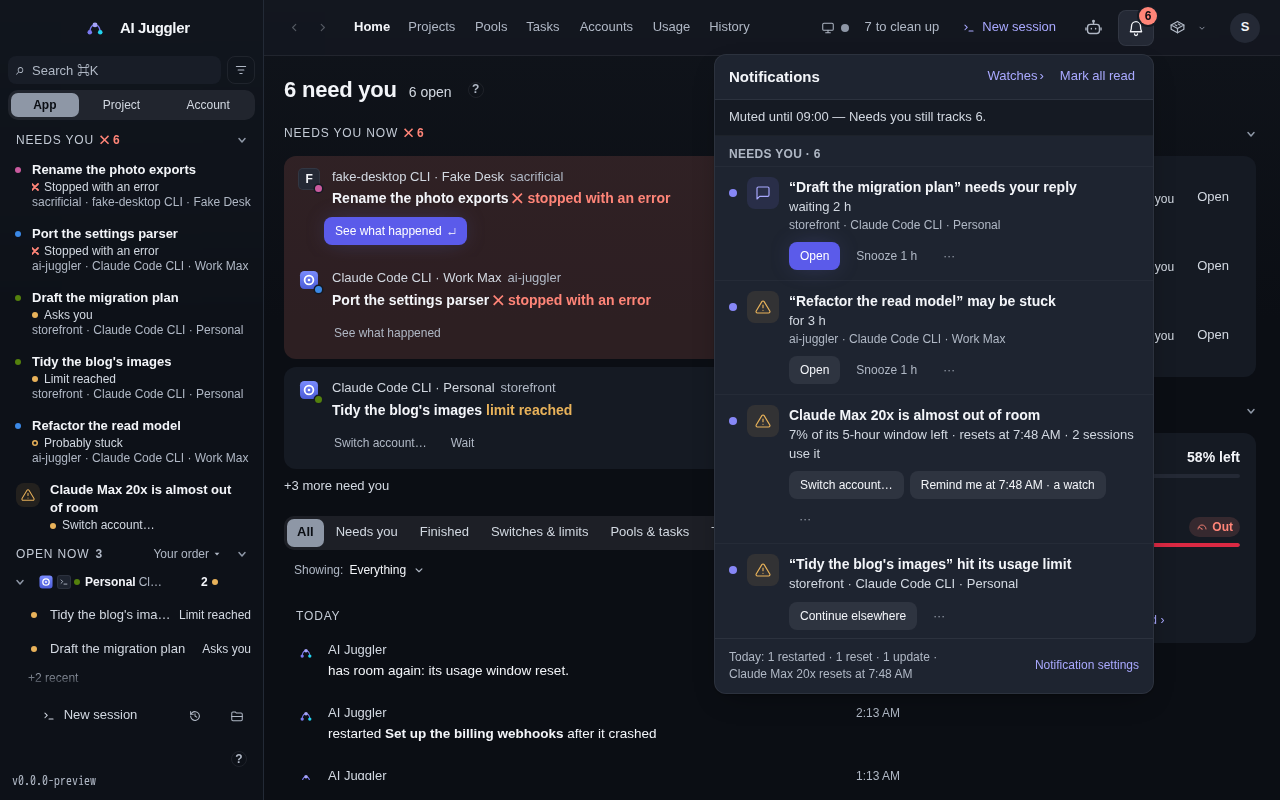 AI Juggler
Search ⌘K
App
Project
Account
NEEDS YOU 6
Rename the photo exports
Stopped with an error
sacrificial · fake-desktop CLI · Fake Desk
Port the settings parser
Stopped with an error
ai-juggler · Claude Code CLI · Work Max
Draft the migration plan
Asks you
storefront · Claude Code CLI · Personal
Tidy the blog's images
Limit reached
storefront · Claude Code CLI · Personal
Refactor the read model
Probably stuck
ai-juggler · Claude Code CLI · Work Max
Claude Max 20x is almost out
of room
Switch account…
OPEN NOW 3
Your order
Personal Cl…
2
Tidy the blog's ima…
Limit reached
Draft the migration plan
Asks you
+2 recent
New session
?
v0.0.0-preview
Home
Projects
Pools
Tasks
Accounts
Usage
History
7 to clean up
New session
6
S
6 need you
6 open
?
NEEDS YOU NOW 6
F
fake-desktop CLI · Fake Desk sacrificial
Rename the photo exports stopped with an error
See what happened
Claude Code CLI · Work Max ai-juggler
Port the settings parser stopped with an error
See what happened
Claude Code CLI · Personal storefront
Tidy the blog's images limit reached
Switch account…
Wait
+3 more need you
All
Needs you
Finished
Switches & limits
Pools & tasks
Showing: Everything
TODAY
AI Juggler
has room again: its usage window reset.
AI Juggler
2:13 AM
restarted Set up the billing webhooks after it crashed
AI Juggler
1:13 AM
Notifications
Watches ›
Mark all read
Muted until 09:00 — Needs you still tracks 6.
NEEDS YOU · 6
“Draft the migration plan” needs your reply
waiting 2 h
storefront · Claude Code CLI · Personal
Open
Snooze 1 h
···
“Refactor the read model” may be stuck
for 3 h
ai-juggler · Claude Code CLI · Work Max
Open
Snooze 1 h
···
Claude Max 20x is almost out of room
7% of its 5-hour window left · resets at 7:48 AM · 2 sessions
use it
Switch account…
Remind me at 7:48 AM · a watch
···
“Tidy the blog's images” hit its usage limit
storefront · Claude Code CLI · Personal
Continue elsewhere
···
Today: 1 restarted · 1 reset · 1 update ·
Claude Max 20x resets at 7:48 AM
Notification settings
you
Open
you
Open
you
Open
58% left
Out
›